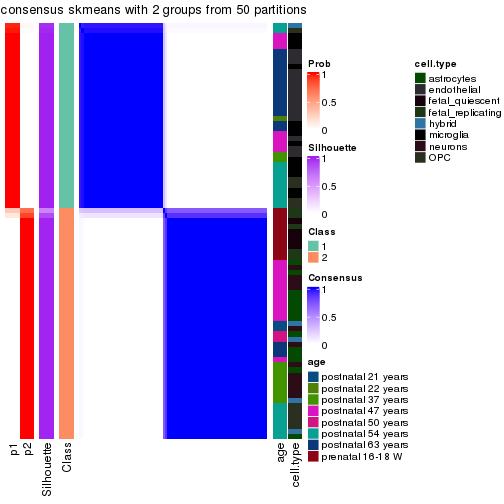 consensus skmeans with 2 groups from 50 partitions
Prob
1
0.5
0
Silhouette
1
0.5
0
Class
1
2
Consensus
1
0.5
0
age
postnatal 21 years
postnatal 22 years
postnatal 37 years
postnatal 47 years
postnatal 50 years
postnatal 54 years
postnatal 63 years
prenatal 16-18 W
cell.type
astrocytes
endothelial
fetal_quiescent
fetal_replicating
hybrid
microglia
neurons
OPC
p1
p2
Silhouette
Class
age
cell.type